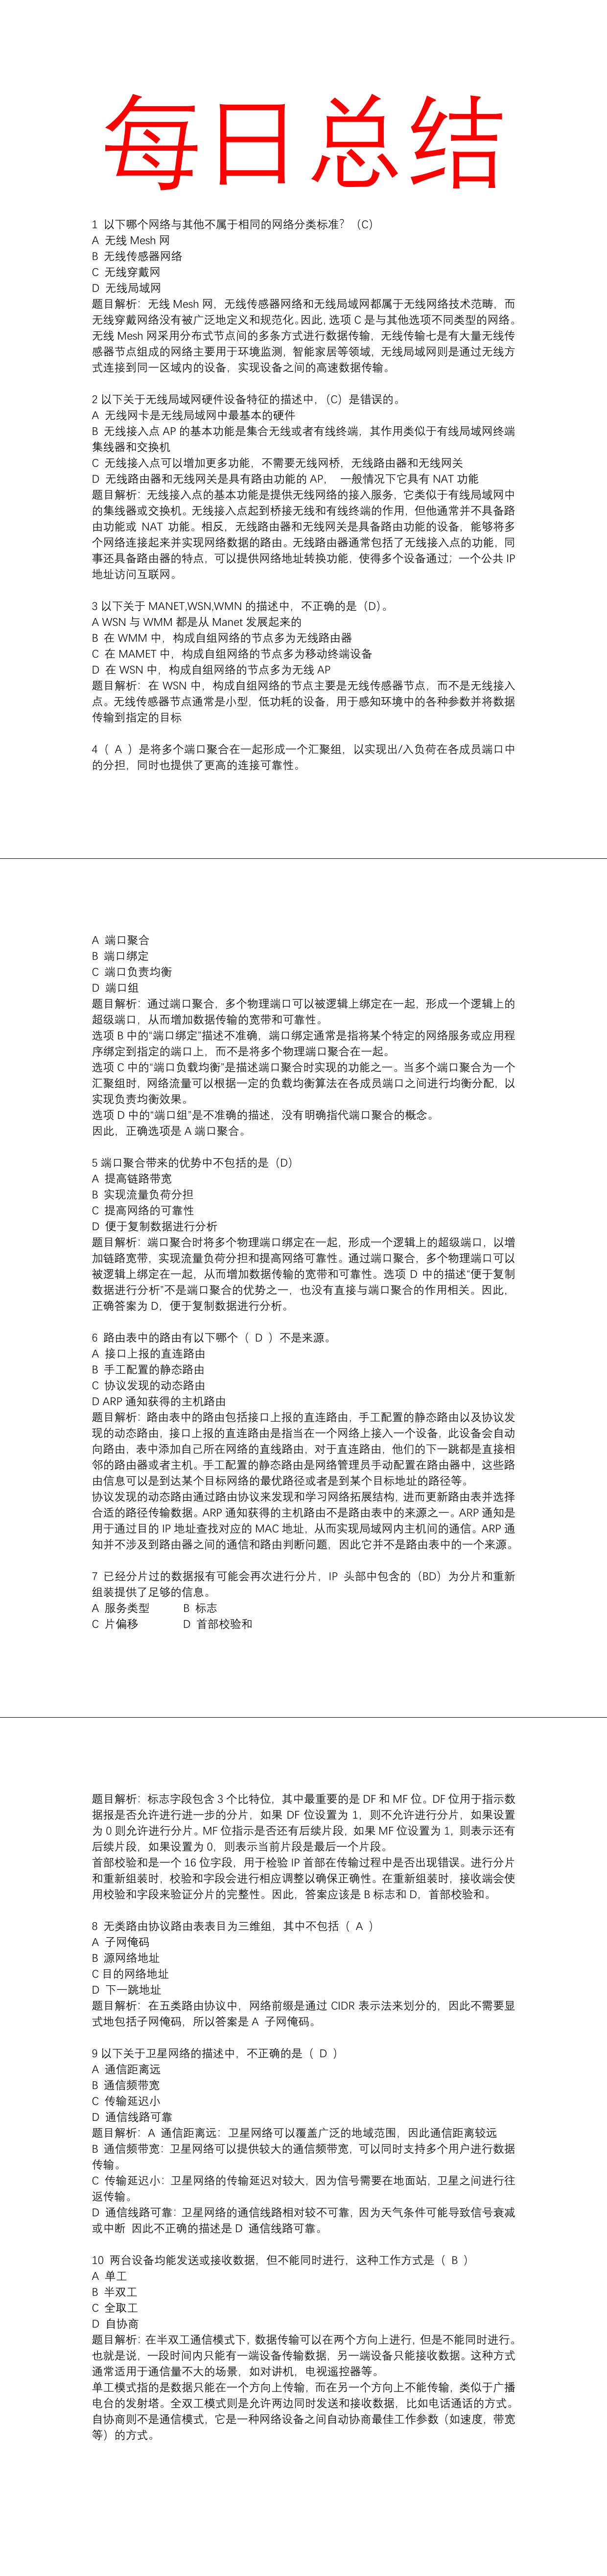 每日总结
1 以下哪个网络与其他不属于相同的网络分类标准？（C）
A 无线 Mesh 网
B 无线传感器网络
C 无线穿戴网
D 无线局域网
题目解析：无线 Mesh 网，无线传感器网络和无线局域网都属于无线网络技术范畴，而
无线穿戴网络没有被广泛地定义和规范化。因此，选项 C 是与其他选项不同类型的网络。
无线 Mesh 网采用分布式节点间的多条方式进行数据传输，无线传输七是有大量无线传
感器节点组成的网络主要用于环境监测，智能家居等领域，无线局域网则是通过无线方
式连接到同一区域内的设备，实现设备之间的高速数据传输。
2 以下关于无线局域网硬件设备特征的描述中，（C）是错误的。
A 无线网卡是无线局域网中最基本的硬件
B 无线接入点 AP 的基本功能是集合无线或者有线终端，其作用类似于有线局域网终端
集线器和交换机
C 无线接入点可以增加更多功能，不需要无线网桥，无线路由器和无线网关
D 无线路由器和无线网关是具有路由功能的 AP， 一般情况下它具有 NAT 功能
题目解析：无线接入点的基本功能是提供无线网络的接入服务，它类似于有线局域网中
的集线器或交换机。无线接入点起到桥接无线和有线终端的作用，但他通常并不具备路
由功能或 NAT 功能。相反，无线路由器和无线网关是具备路由功能的设备，能够将多
个网络连接起来并实现网络数据的路由。无线路由器通常包括了无线接入点的功能，同
事还具备路由器的特点，可以提供网络地址转换功能，使得多个设备通过；一个公共 IP
地址访问互联网。
3 以下关于 MANET,WSN,WMN 的描述中，不正确的是（D）。
A WSN 与 WMM 都是从 Manet 发展起来的
B 在 WMM 中，构成自组网络的节点多为无线路由器
C 在 MAMET 中，构成自组网络的节点多为移动终端设备
D 在 WSN 中，构成自组网络的节点多为无线 AP
题目解析：在 WSN 中，构成自组网络的节点主要是无线传感器节点，而不是无线接入
点。无线传感器节点通常是小型，低功耗的设备，用于感知环境中的各种参数并将数据
传输到指定的目标
4（ A ）是将多个端口聚合在一起形成一个汇聚组，以实现出/入负荷在各成员端口中
的分担，同时也提供了更高的连接可靠性。
A 端口聚合
B 端口绑定
C 端口负责均衡
D 端口组
题目解析：通过端口聚合，多个物理端口可以被逻辑上绑定在一起，形成一个逻辑上的
超级端口，从而增加数据传输的宽带和可靠性。
选项 B 中的“端口绑定”描述不准确，端口绑定通常是指将某个特定的网络服务或应用程
序绑定到指定的端口上，而不是将多个物理端口聚合在一起。
选项 C 中的“端口负载均衡”是描述端口聚合时实现的功能之一。当多个端口聚合为一个
汇聚组时，网络流量可以根据一定的负载均衡算法在各成员端口之间进行均衡分配，以
实现负责均衡效果。
选项 D 中的“端口组”是不准确的描述，没有明确指代端口聚合的概念。
因此，正确选项是 A 端口聚合。
5 端口聚合带来的优势中不包括的是（D）
A 提高链路带宽
B 实现流量负荷分担
C 提高网络的可靠性
D 便于复制数据进行分析
题目解析：端口聚合时将多个物理端口绑定在一起，形成一个逻辑上的超级端口，以增
加链路宽带，实现流量负荷分担和提高网络可靠性。通过端口聚合，多个物理端口可以
被逻辑上绑定在一起，从而增加数据传输的宽带和可靠性。选项 D 中的描述“便于复制
数据进行分析”不是端口聚合的优势之一，也没有直接与端口聚合的作用相关。因此，
正确答案为 D，便于复制数据进行分析。
6 路由表中的路由有以下哪个（ D ）不是来源。
A 接口上报的直连路由
B 手工配置的静态路由
C 协议发现的动态路由
D ARP 通知获得的主机路由
题目解析：路由表中的路由包括接口上报的直连路由，手工配置的静态路由以及协议发
现的动态路由，接口上报的直连路由是指当在一个网络上接入一个设备，此设备会自动
向路由，表中添加自己所在网络的直线路由，对于直连路由，他们的下一跳都是直接相
邻的路由器或者主机。手工配置的静态路由是网络管理员手动配置在路由器中，这些路
由信息可以是到达某个目标网络的最优路径或者是到某个目标地址的路径等。
协议发现的动态路由通过路由协议来发现和学习网络拓展结构，进而更新路由表并选择
合适的路径传输数据。ARP 通知获得的主机路由不是路由表中的来源之一。ARP 通知是
用于通过目的 IP 地址查找对应的 MAC 地址，从而实现局域网内主机间的通信。ARP 通
知并不涉及到路由器之间的通信和路由判断问题，因此它并不是路由表中的一个来源。
7 已经分片过的数据报有可能会再次进行分片，IP 头部中包含的（BD）为分片和重新
组装提供了足够的信息。
A 服务类型 B 标志
C 片偏移 D 首部校验和
题目解析：标志字段包含 3 个比特位，其中最重要的是 DF 和 MF 位。DF 位用于指示数
据报是否允许进行进一步的分片，如果 DF 位设置为 1，则不允许进行分片，如果设置
为 0 则允许进行分片。MF 位指示是否还有后续片段，如果 MF 位设置为 1，则表示还有
后续片段，如果设置为 0，则表示当前片段是最后一个片段。
首部校验和是一个 16 位字段，用于检验 IP 首部在传输过程中是否出现错误。进行分片
和重新组装时，校验和字段会进行相应调整以确保正确性。在重新组装时，接收端会使
用校验和字段来验证分片的完整性。因此，答案应该是 B 标志和 D，首部校验和。
8 无类路由协议路由表表目为三维组，其中不包括（ A ）
A 子网俺码
B 源网络地址
C 目的网络地址
D 下一跳地址
题目解析：在五类路由协议中，网络前缀是通过 CIDR 表示法来划分的，因此不需要显
式地包括子网俺码，所以答案是 A 子网俺码。
9 以下关于卫星网络的描述中，不正确的是（ D ）
A 通信距离远
B 通信频带宽
C 传输延迟小
D 通信线路可靠
题目解析：A 通信距离远：卫星网络可以覆盖广泛的地域范围，因此通信距离较远
B 通信频带宽：卫星网络可以提供较大的通信频带宽，可以同时支持多个用户进行数据
传输。
C 传输延迟小：卫星网络的传输延迟对较大，因为信号需要在地面站，卫星之间进行往
返传输。
D 通信线路可靠：卫星网络的通信线路相对较不可靠，因为天气条件可能导致信号衰减
或中断 因此不正确的描述是 D 通信线路可靠。
10 两台设备均能发送或接收数据，但不能同时进行，这种工作方式是（ B ）
A 单工
B 半双工
C 全取工
D 自协商
题目解析：在半双工通信模式下，数据传输可以在两个方向上进行，但是不能同时进行。
也就是说，一段时间内只能有一端设备传输数据，另一端设备只能接收数据。这种方式
通常适用于通信量不大的场景，如对讲机，电视遥控器等。
单工模式指的是数据只能在一个方向上传输，而在另一个方向上不能传输，类似于广播
电台的发射塔。全双工模式则是允许两边同时发送和接收数据，比如电话通话的方式。
自协商则不是通信模式，它是一种网络设备之间自动协商最佳工作参数（如速度，带宽
等）的方式。